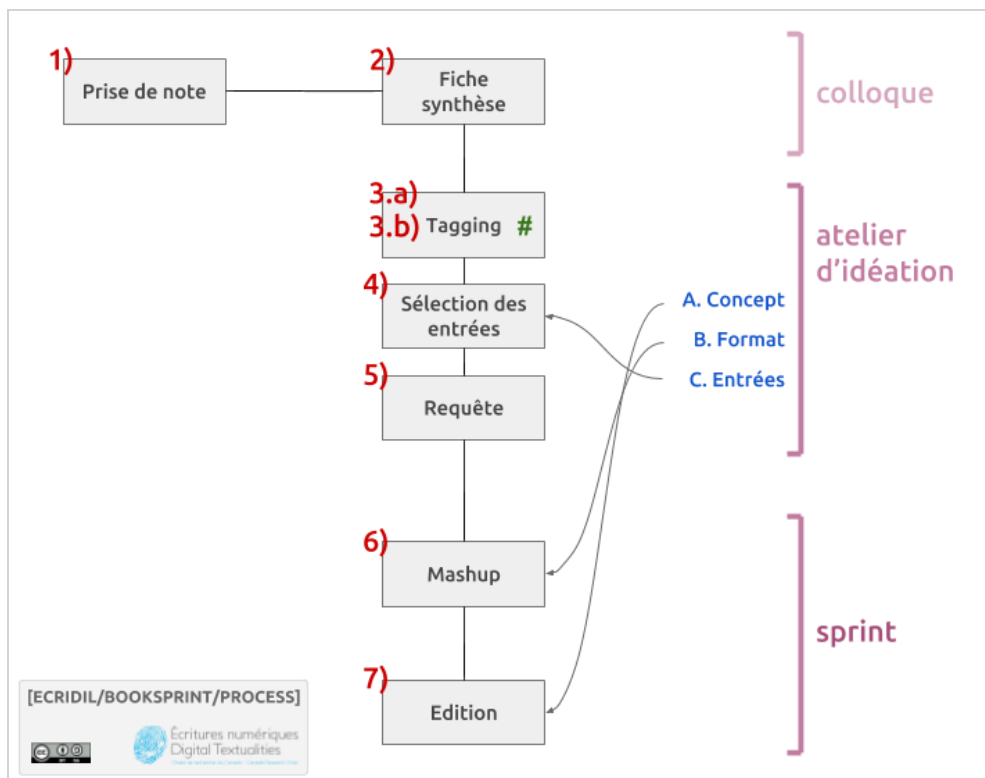 1)
Prise de note
2)
Fiche
synthèse
colloque
3.a)
3.b) Tagging #
atelier
d'idéation
4)
Sélection des
entrées
A. Concept
B. Format
C. Entrées
5)
Requête
6)
Mashup
sprint
7)
Edition
[ECRIDIL/BOOKSPRINT/PROCESS]
Écritures numériques
Digital Textualities